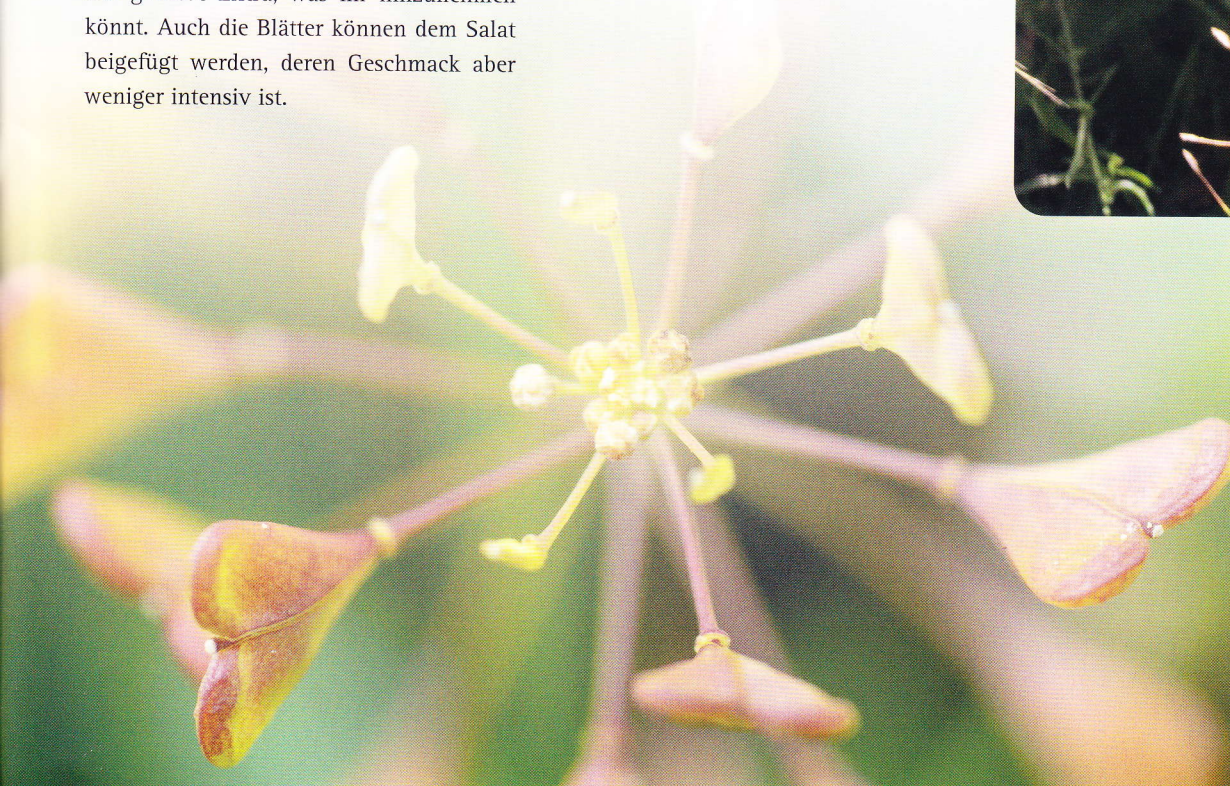 könnt. Auch die Blätter können dem Salat
beigefügt werden, deren Geschmack aber
weniger intensiv ist.